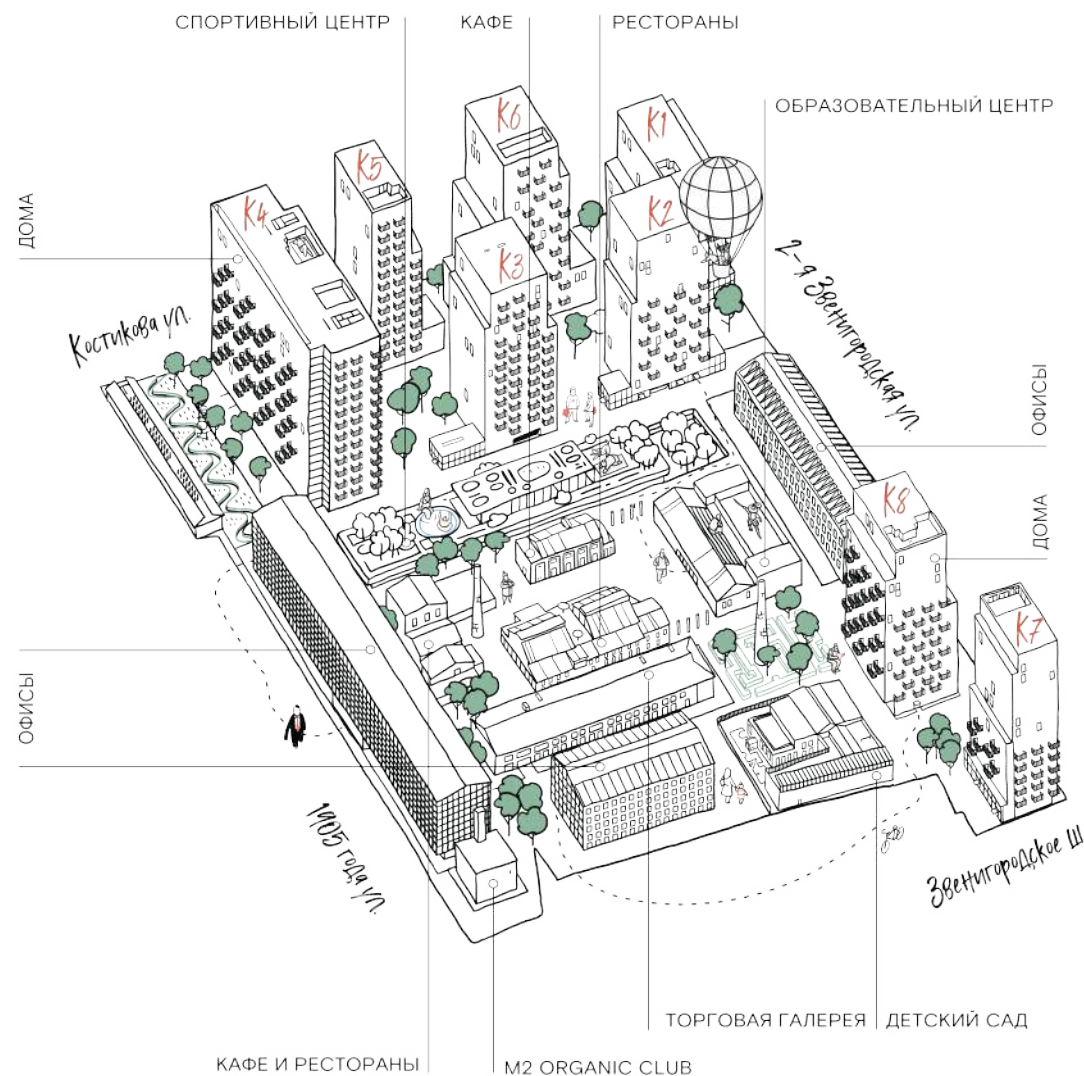 СПОРТИВНЫЙ ЦЕНТР
КАФЕ
РЕСТОРАНЫ
ОБРАЗОВАТЕЛЬНЫЙ ЦЕНТР
К6
К1
К5
К2
К4
К3
ДОМА
2-я Звенигородская ул.
Костикова ул.
ОФИСЫ
К8
ДОМА
К7
ОФИСЫ
1905 года ул.
Звенигородское Ш
ТОРГОВАЯ ГАЛЕРЕЯ
ДЕТСКИЙ САД
КАФЕ И РЕСТОРАНЫ
M2 ORGANIC CLUB